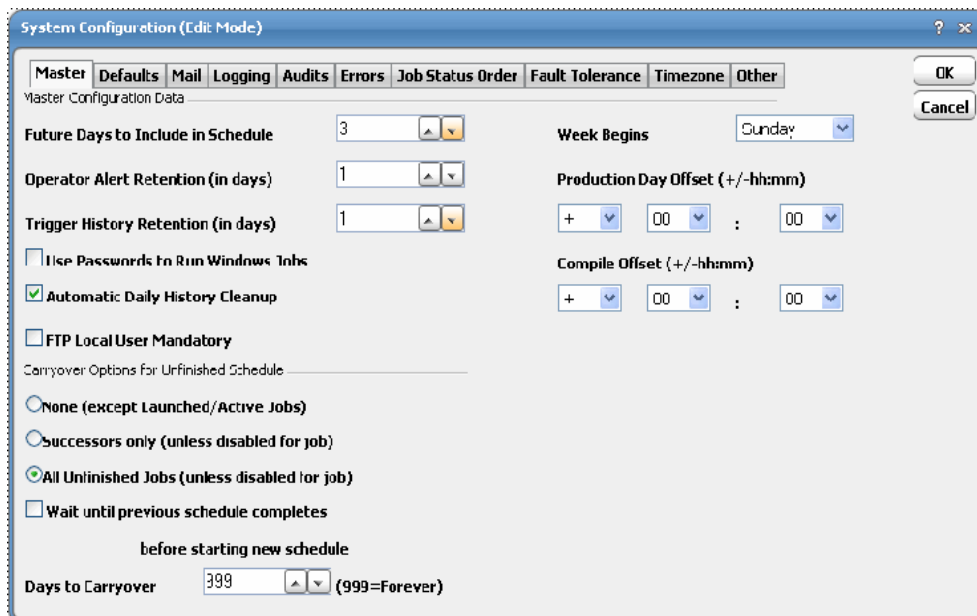 System Configuration (Edit Mode)
? ×
Master Defaults Mail Logging Audits Errors Job Status Order Fault Tolerance Timezone Other
OK
Cancel
Master Configuration Data
Future Days to Include in Schedule 3
Week Begins Sunday
Operator Alert Retention (in days) 1
Production Day Offset (+/-hh:mm)
Trigger History Retention (in days) 1
+ 00 : 00
Use Passwords to Run Windows Jobs
Compile Offset (+/-hh:mm)
Automatic Daily History Cleanup
+ 00 : 00
FTP Local User Mandatory
Carryover Options for Unfinished Schedule
None (except Launched/Active Jobs)
Successors only (unless disabled for job)
All Unfinished Jobs (unless disabled for job)
Wait until previous schedule completes
before starting new schedule
Days to Carryover 999 (999=Forever)